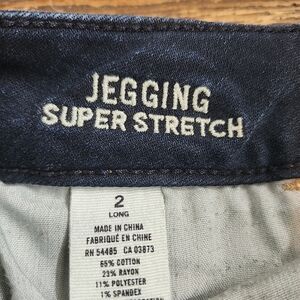 JEGGING
SUPER STRETCH
2
LONG
MADE IN CHINA
FABRIQUÉ EN CHINE
RN 54485 CA 03873
65% COTTON
23% RAYON
11% POLYESTER
1% SPANDEX